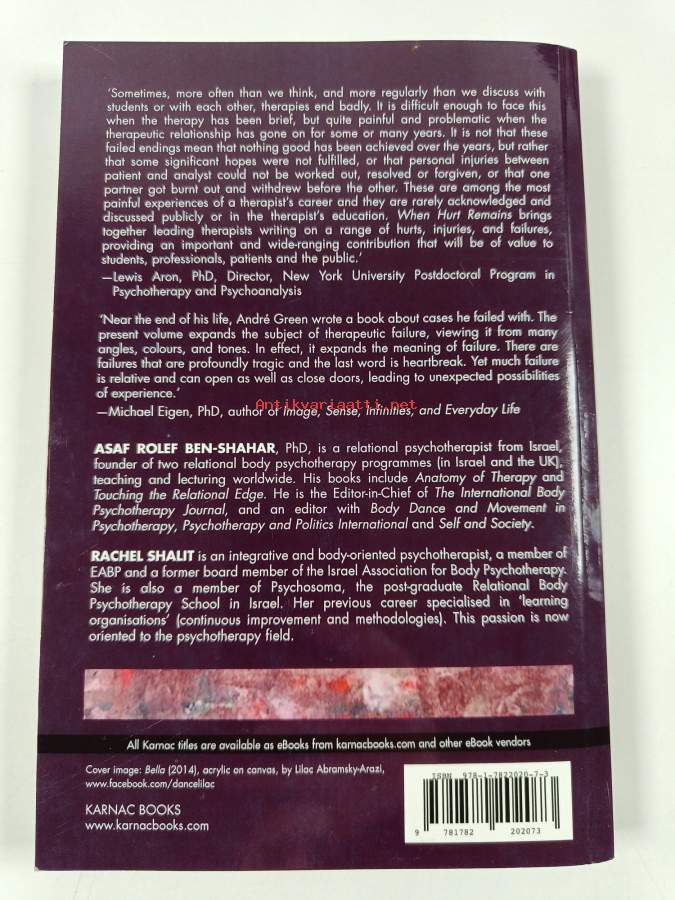 'Sometimes, more often than we think, and more regularly than we discuss with
students or with each other, therapies end badly. It is difficult enough to face this
when the therapy has been brief, but quite painful and problematic when the
therapeutic relationship has gone on for some or many years. It is not that these
failed endings mean that nothing good has been achieved over the years, but rather
that some significant hopes were not fulfilled, or that personal injuries between
patient and analyst could not be worked out, resolved or forgiven, or that one
partner got burnt out and withdrew before the other. These are among the most
painful experiences of a therapist's career and they are rarely acknowledged and
discussed publicly or in the therapist's education. When Hurt Remains brings
together leading therapists writing on a range of hurts, injuries, and failures,
providing an important and wide-ranging contribution that will be of value to
students, professionals, patients and the public.'
—Lewis Aron, PhD, Director, New York University Postdoctoral Program in
Psychotherapy and Psychoanalysis
'Near the end of his life, André Green wrote a book about cases he failed with. The
present volume expands the subject of therapeutic failure, viewing it from many
angles, colours, and tones. In effect, it expands the meaning of failure. There are
failures that are profoundly tragic and the last word is heartbreak. Yet much failure
is relative and can open as well as close doors, leading to unexpected possibilities
of experience.'
Antikvariaatti.net
—Michael Eigen, PhD, author of Image, Sense, Infinities, and Everyday Life
ASAF ROLEF BEN-SHAHAR, PhD, is a relational psychotherapist from Israel,
founder of two relational body psychotherapy programmes (in Israel and the UK),
teaching and lecturing worldwide. His books include Anatomy of Therapy and
Touching the Relational Edge. He is the Editor-in-Chief of The International Body
Psychotherapy Journal, and an editor with Body Dance and Movement in
Psychotherapy, Psychotherapy and Politics International and Self and Society.
RACHEL SHALIT is an integrative and body-oriented psychotherapist, a member of
EABP and a former board member of the Israel Association for Body Psychotherapy.
She is also a member of Psychosoma, the post-graduate Relational Body
Psychotherapy School in Israel. Her previous career specialised in 'learning
organisations' (continuous improvement and methodologies). This passion is now
oriented to the psychotherapy field.
All Karnac titles are available as eBooks from karnacbooks.com and other eBook vendors
Cover image: Bella (2014), acrylic on canvas, by Lilac Abramsky-Arazi,
www.facebook.com/dancelilac
KARNAC BOOKS
www.karnacbooks.com
ISBN 978-1-7822020-7-3
9 781782 202073